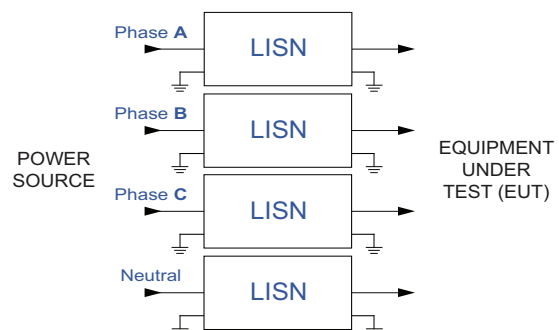 Phase A
LISN
Phase B
LISN
POWER
SOURCE
EQUIPMENT
UNDER
TEST (EUT)
Phase C
LISN
Neutral
LISN